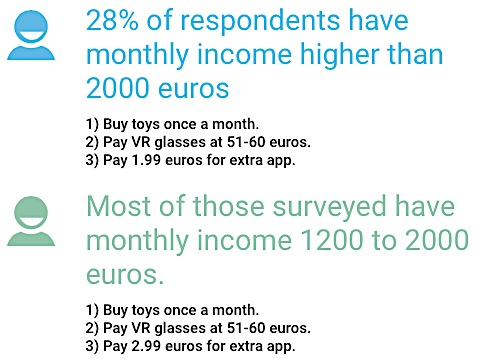 28% of respondents have
monthly income higher than
2000 euros
1) Buy toys once a month.
2) Pay VR glasses at 51-60 euros.
3) Pay 1.99 euros for extra app.
Most of those surveyed have
monthly income 1200 to 2000
euros.
1) Buy toys once a month.
2) Pay VR glasses at 51-60 euros.
3) Pay 2.99 euros for extra app.